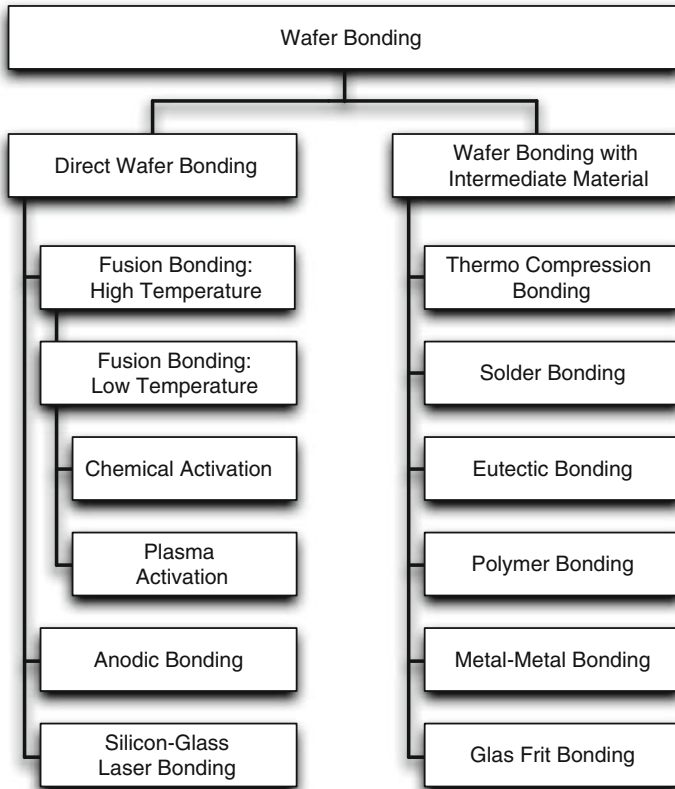 Wafer Bonding
Direct Wafer Bonding
Fusion Bonding:
High Temperature
Fusion Bonding:
Low Temperature
Chemical Activation
Plasma
Activation
Anodic Bonding
Silicon-Glass
Laser Bonding
Wafer Bonding with
Intermediate Material
Thermo Compression
Bonding
Solder Bonding
Eutectic Bonding
Polymer Bonding
Metal-Metal Bonding
Glas Frit Bonding